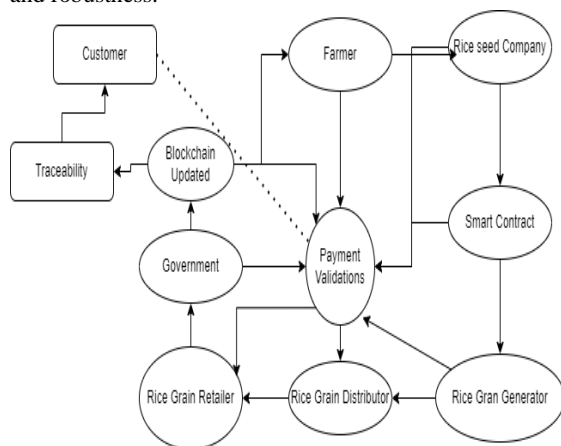 and robustness.
Customer
Farmer
Rice seed Company
Traceability
Blockchain
Updated
Payment
Validations
Smart Contract
Government
Rice Grain Retailer
Rice Grain Distributor
Rice Gran Generator